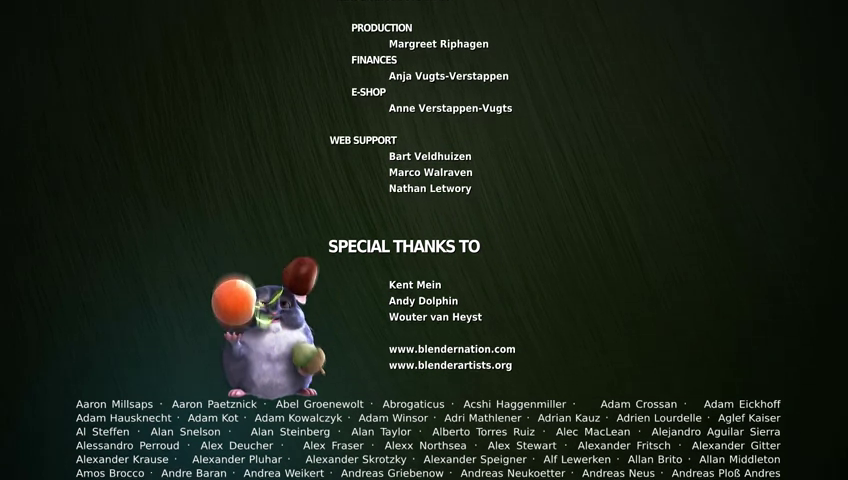 PRODUCTION
Margreet Riphagen
FINANCES
Anja Vugts-Verstappen
E-SHOP
Anne Verstappen-Vugts
WEB SUPPORT
Bart Veldhuizen
Marco Walraven
Nathan Letwory
SPECIAL THANKS TO
Kent Mein
Andy Dolphin
Wouter van Heyst
www.blendernation.com
www.blenderartists.org
Aaron Millsaps · Aaron Paetznick · Abel Groenewolt · Abrogaticus · Acshi Haggenmiller · Adam Crossan · Adam Eickhoff
Adam Hausknecht · Adam Kot · Adam Kowalczyk · Adam Winsor · Adri Mathlener · Adrian Kauz · Adrien Lourdelle · Aglef Kaiser
Al Steffen · Alan Snelson · Alan Steinberg · Alan Taylor · Alberto Torres Ruiz · Alec MacLean · Alejandro Aguilar Sierra
Alessandro Perroud · Alex Deucher · Alex Fraser · Alexx Northsea · Alex Stewart · Alexander Fritsch · Alexander Gitter
Alexander Krause · Alexander Pluhar · Alexander Skrotzky · Alexander Speigner · Alf Lewerken · Allan Brito · Allan Middleton
Amos Brocco · Andre Baran · Andrea Weikert · Andreas Griebenow · Andreas Neukoetter · Andreas Neus · Andreas Ploß Andres